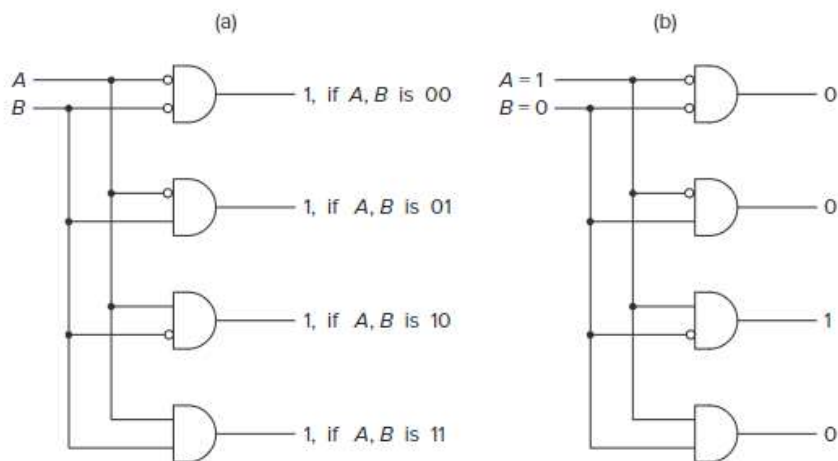 (a)
A
B
1, if A, B is 00
1, if A, B is 01
1, if A, B is 10
1, if A, B is 11
(b)
A = 1
B = 0
0
0
1
0